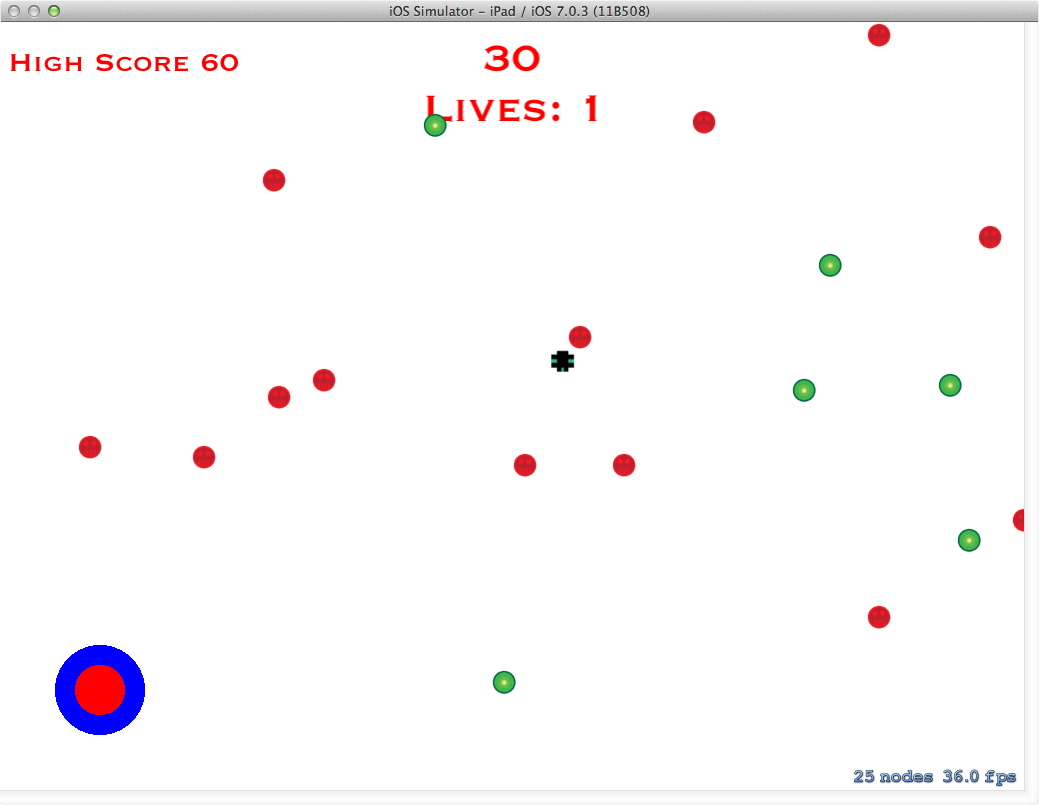 iOS Simulator – iPad / iOS 7.0.3 (11B508)
High Score 60
30
Lives: 1
25 nodes 36.0 fps